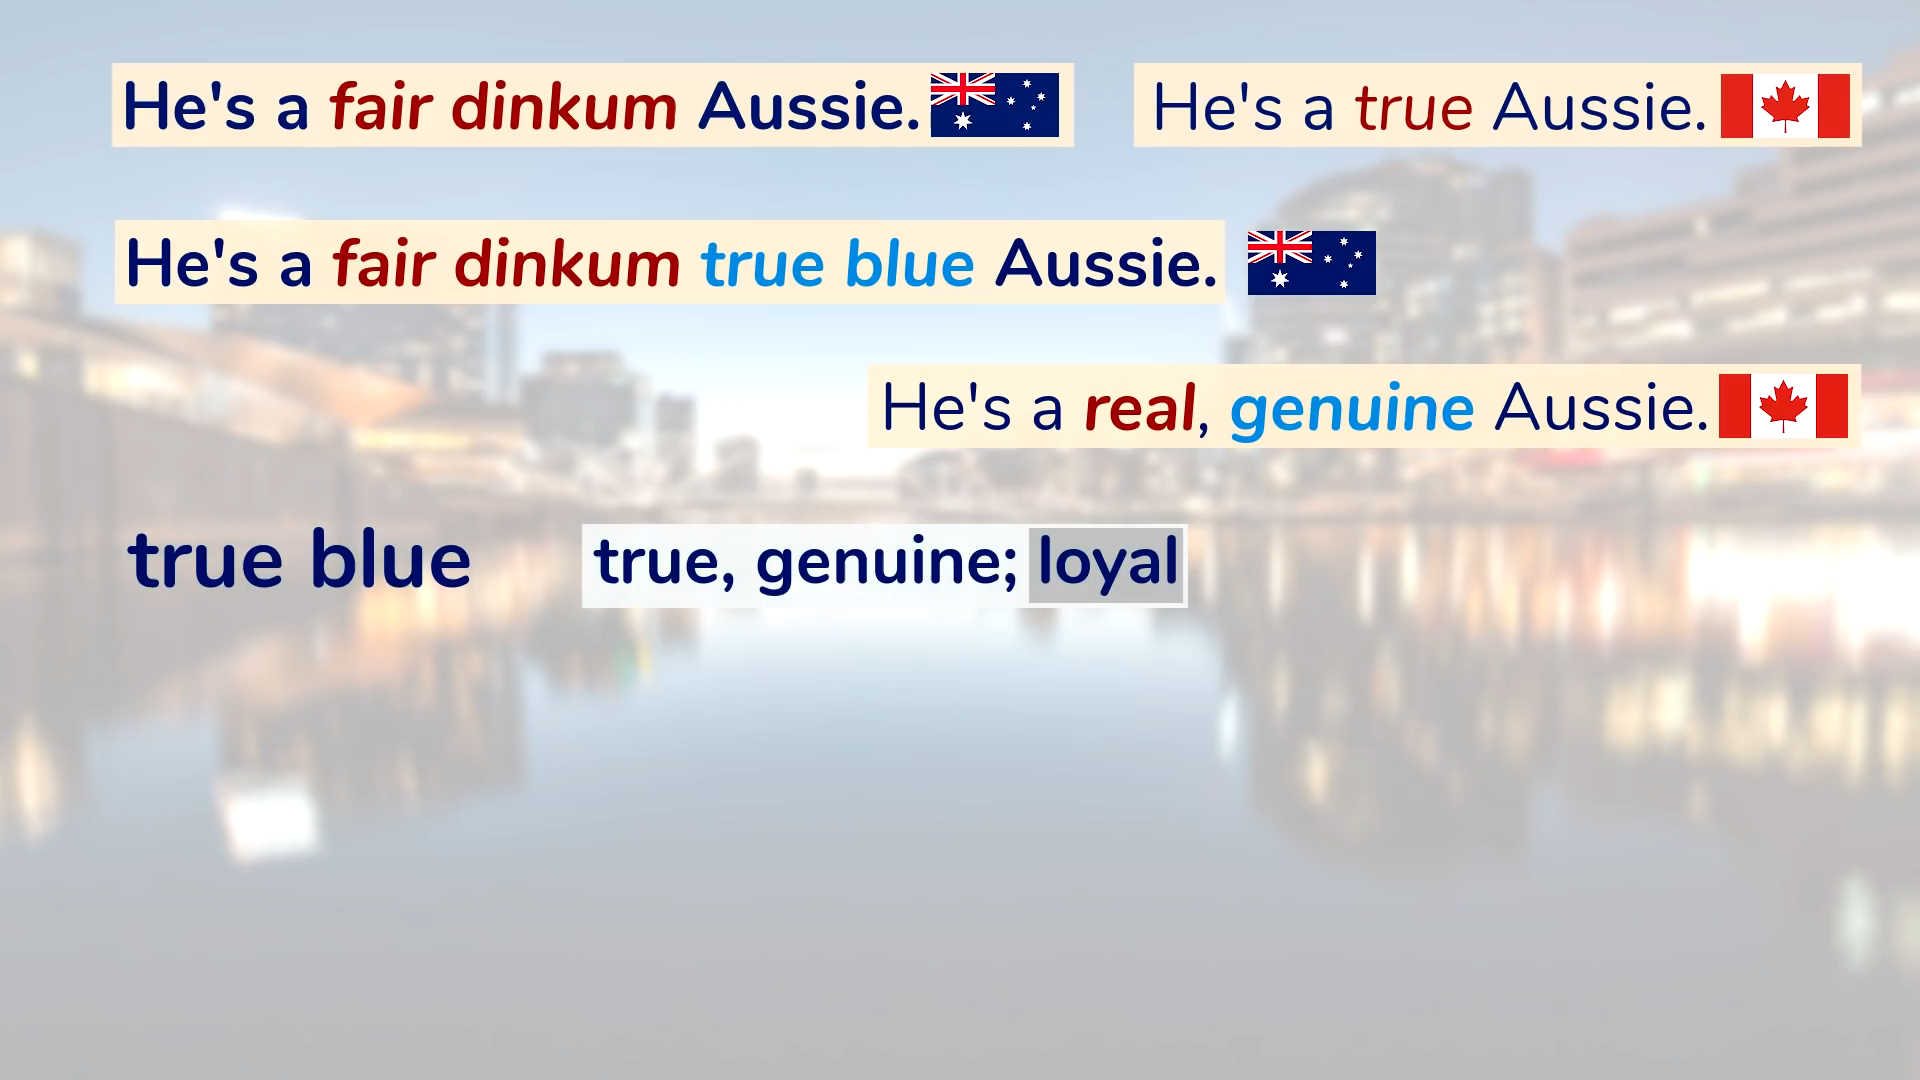 He's a fair dinkum Aussie. He's a true Aussie.
He's a fair dinkum true blue Aussie.
He's a real, genuine Aussie.
true blue true, genuine; loyal